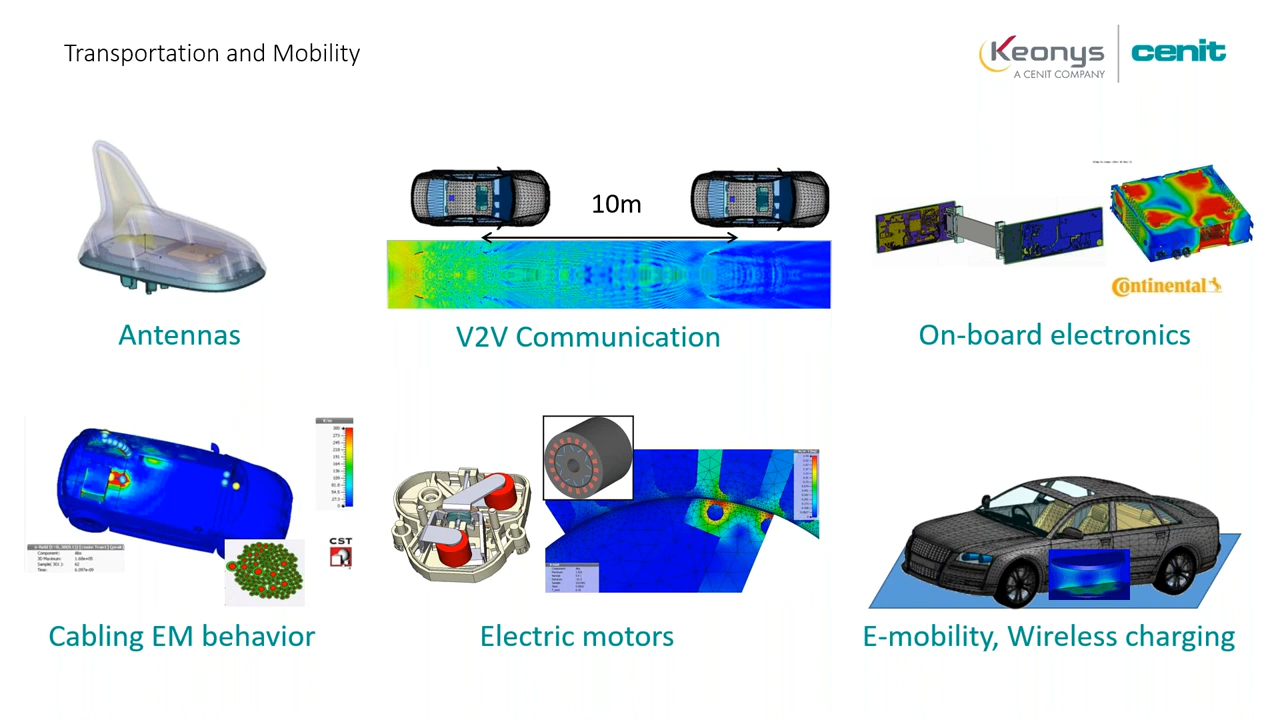 Transportation and Mobility
Keonys
A CENIT COMPANY
cenit
10m
Continental
Antennas
V2V Communication
On-board electronics
CST
Cabling EM behavior
Electric motors
E-mobility, Wireless charging